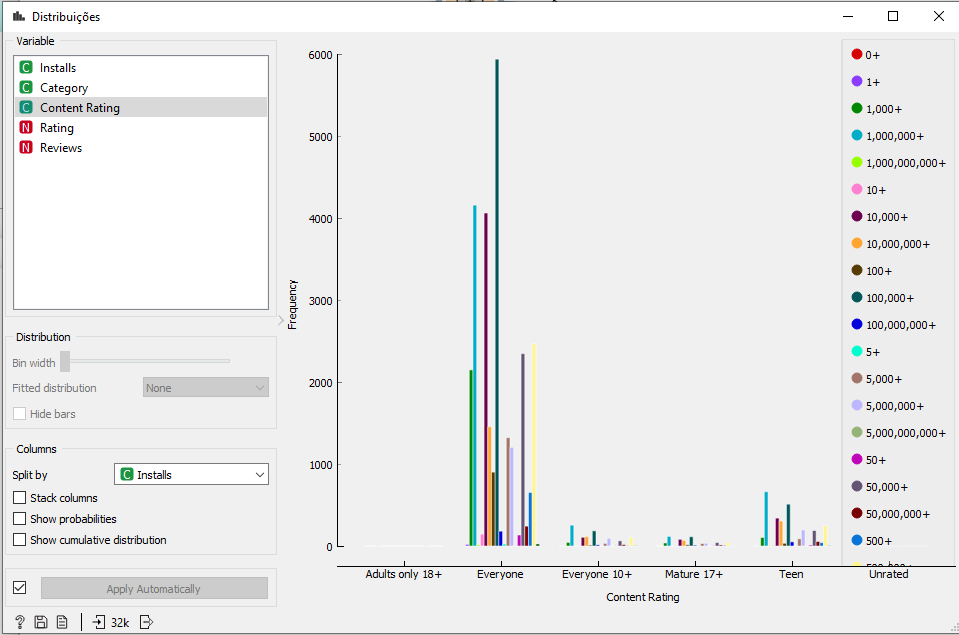 Distribuições
Variable
C Installs
C Category
C Content Rating
N Rating
N Reviews
Distribution
Bin width
Fitted distribution None
Hide bars
Columns
Split by C Installs
Stack columns
Show probabilities
Show cumulative distribution
Apply Automatically
? 32k
6000
5000
4000
3000
2000
1000
0
Frequency
Adults only 18+ Everyone Everyone 10+ Mature 17+ Teen Unrated
Content Rating
0+
1+
1,000+
1,000,000+
1,000,000,000+
10+
10,000+
10,000,000+
100+
100,000+
100,000,000+
5+
5,000+
5,000,000+
5,000,000,000+
50+
50,000+
50,000,000+
500+